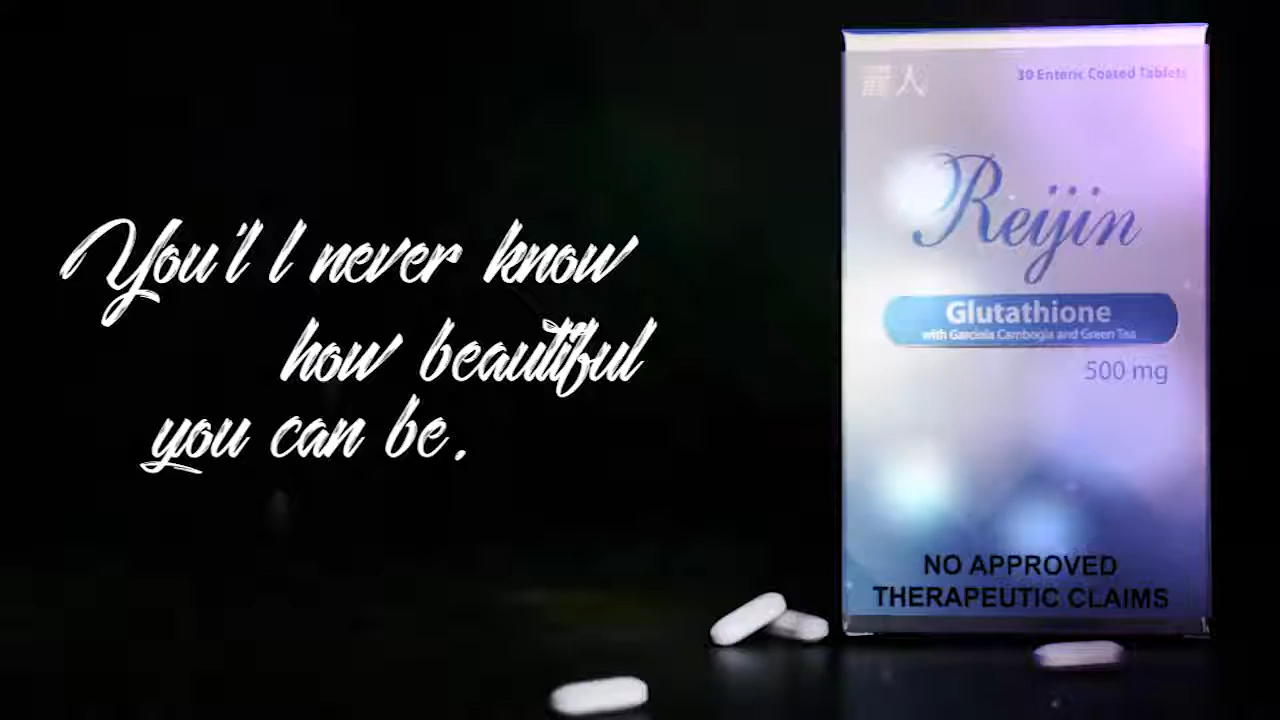 You'll never know
how beautiful
you can be.
30 Enteric Coated Tablets
Reijin
Glutathione
with Garcinia Cambogia and Green Tea
500 mg
NO APPROVED
THERAPEUTIC CLAIMS